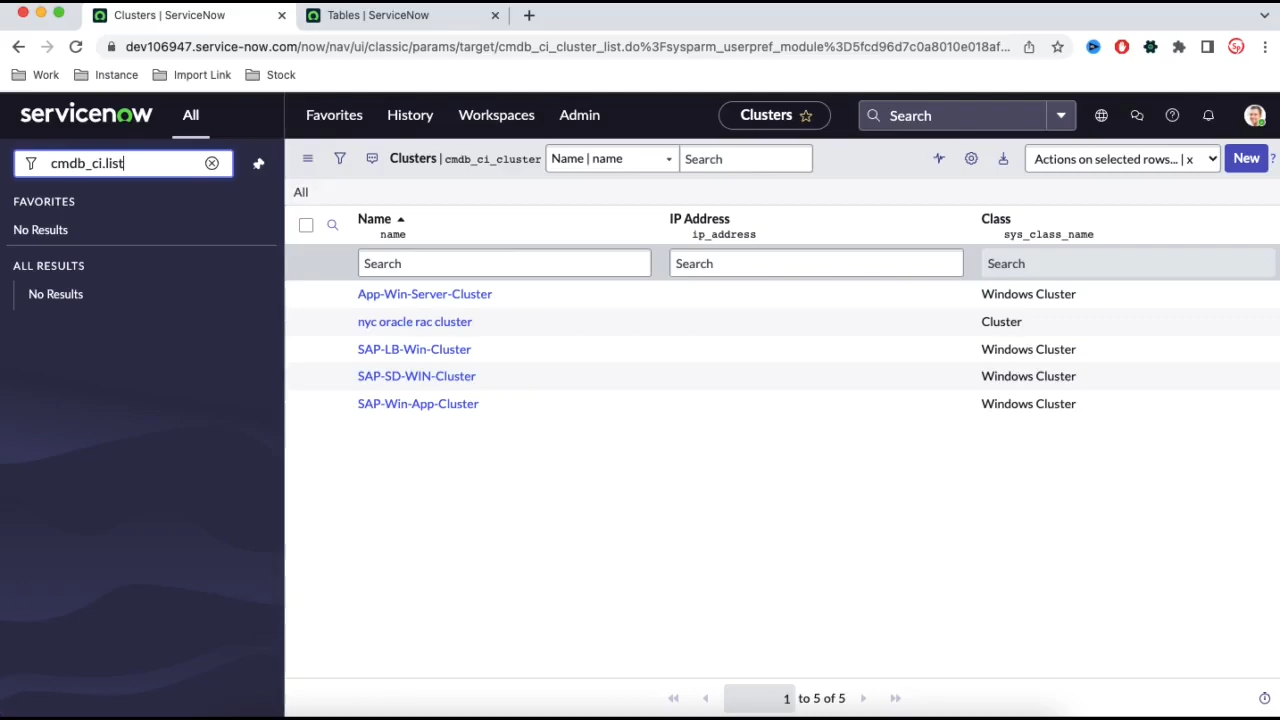 Clusters | ServiceNow
Tables | ServiceNow
dev106947.service-now.com/now/nav/ui/classic/params/target/cmdb_ci_cluster_list.do%3Fsysparm_userpref_module%3D5fcd96d7c0a8010e018af...
Sp
Work Instance Import Link Stock
servicenow All Favorites History Workspaces Admin Clusters Search
cmdb_ci.list
FAVORITES
No Results
ALL RESULTS
No Results
Clusters | cmdb_ci_cluster Name | name Search Actions on selected rows... | x New ?
All
Name IP Address Class
name ip_address sys_class_name
Search Search Search
App-Win-Server-Cluster Windows Cluster
nyc oracle rac cluster Cluster
SAP-LB-Win-Cluster Windows Cluster
SAP-SD-WIN-Cluster Windows Cluster
SAP-Win-App-Cluster Windows Cluster
1 to 5 of 5